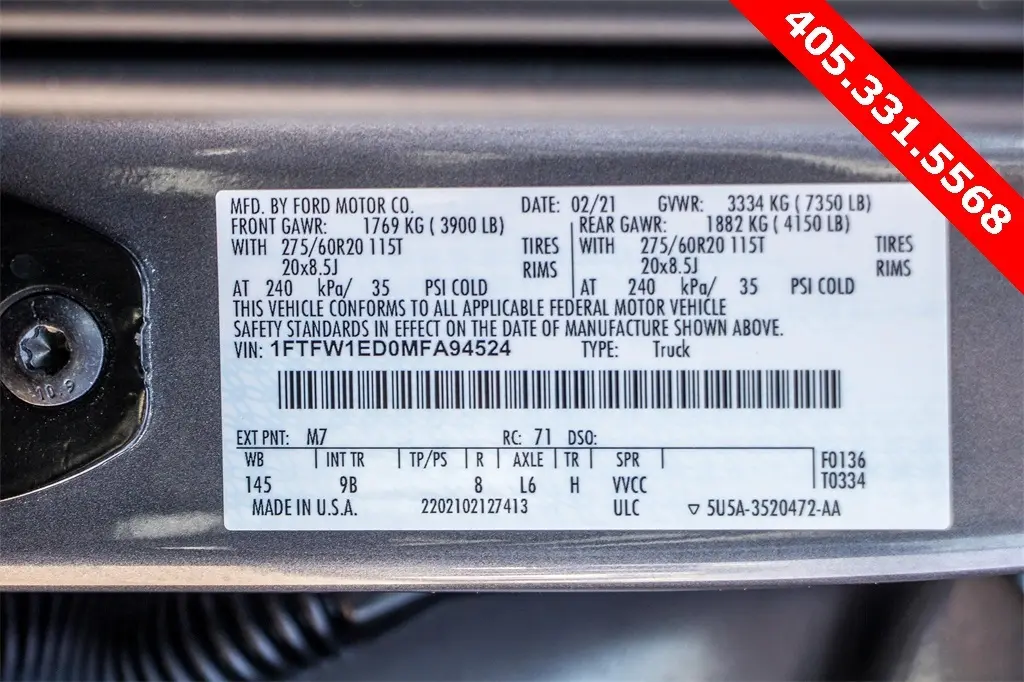 405.331.5568
MFD. BY FORD MOTOR CO. DATE: 02/21 GVWR: 3334 KG ( 7350 LB)
FRONT GAWR: 1769 KG ( 3900 LB) REAR GAWR: 1882 KG ( 4150 LB)
WITH 275/60R20 115T TIRES WITH 275/60R20 115T TIRES
20x8.5J RIMS 20x8.5J RIMS
AT 240 kPa/ 35 PSI COLD AT 240 kPa/ 35 PSI COLD
THIS VEHICLE CONFORMS TO ALL APPLICABLE FEDERAL MOTOR VEHICLE
SAFETY STANDARDS IN EFFECT ON THE DATE OF MANUFACTURE SHOWN ABOVE.
VIN: 1FTFW1ED0MFA94524 TYPE: Truck
EXT PNT: M7 RC: 71 DSO:
WB INT TR TP/PS R AXLE TR SPR F0136
145 9B 8 L6 H VVCC T0334
MADE IN U.S.A. 2202102127413 ULC ▽ 5U5A-3520472-AA
10.9